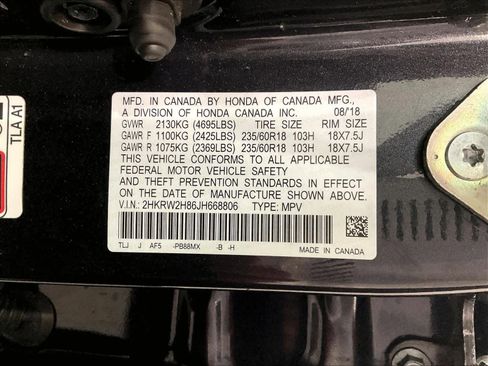 MFD. IN CANADA BY HONDA OF CANADA MFG.,
A DIVISION OF HONDA CANADA INC. 08/'18
GVWR 2130KG (4695LBS) TIRE SIZE RIM SIZE
GAWR F 1100KG (2425LBS) 235/60R18 103H 18X7.5J
GAWR R 1075KG (2369LBS) 235/60R18 103H 18X7.5J
THIS VEHICLE CONFORMS TO ALL APPLICABLE
FEDERAL MOTOR VEHICLE SAFETY
AND THEFT PREVENTION STANDARDS IN EFFECT
ON THE DATE OF MANUFACTURE SHOWN ABOVE.
V.I.N.: 2HKRW2H86JH668806 TYPE: MPV
TLJ J AF5 -PB88MX -B -H MADE IN CANADA
TLA A1